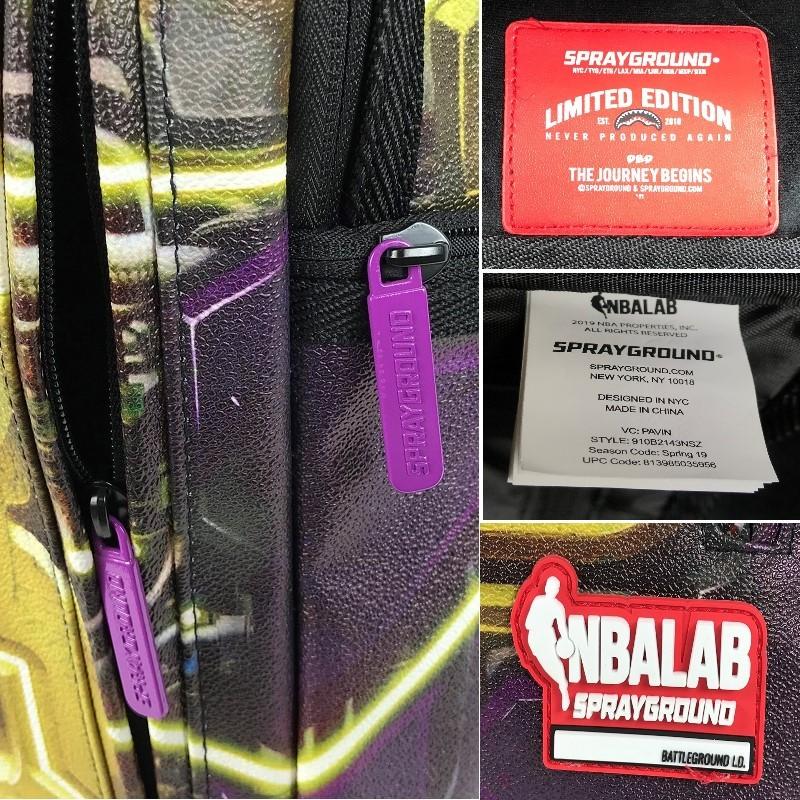 SPRAYGROUND
SPRAYGROUND
SPRAYGROUND®
LIMITED EDITION
EST. 2010
NEVER PRODUCED AGAIN
THE JOURNEY BEGINS
@SPRAYGROUND & SPRAYGROUND.COM
NBALAB
2019 NBA PROPERTIES, INC.
ALL RIGHTS RESERVED
SPRAYGROUND®
SPRAYGROUND.COM
NEW YORK, NY 10018
DESIGNED IN NYC
MADE IN CHINA
VC: PAVIN
STYLE: 910B2143NSZ
Season Code: Spring 19
UPC Code: 813985035956
NBALAB
SPRAYGROUND
BATTLEGROUND I.D.